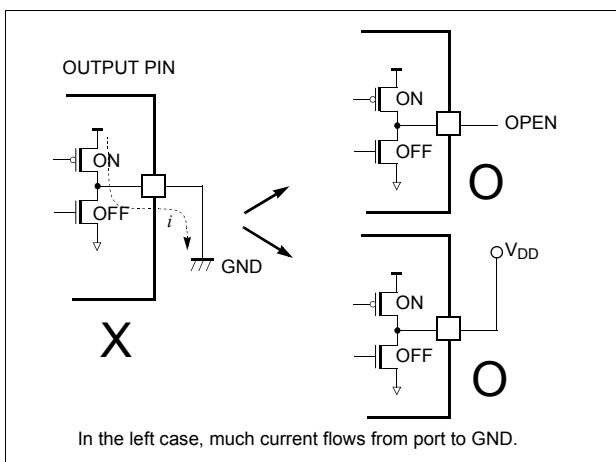 OUTPUT PIN
ON
OFF
i
GND
X
ON
OFF
OPEN
O
VDD
ON
OFF
O
In the left case, much current flows from port to GND.